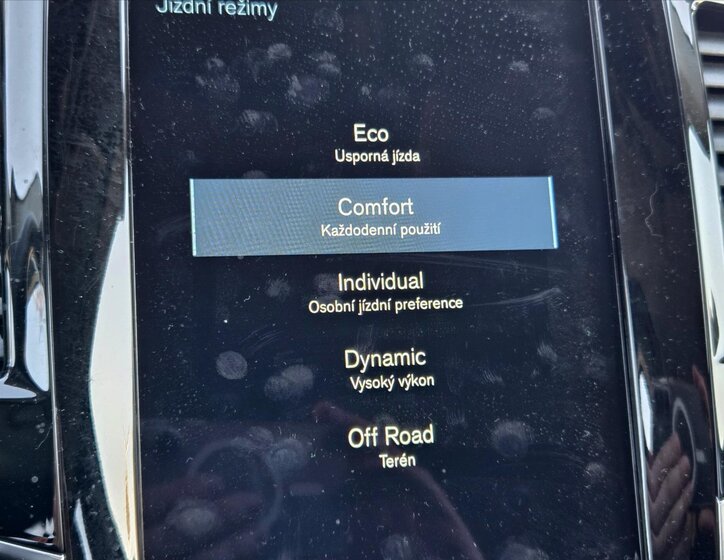 Jízdní režimy
Eco
Úsporná jízda
Comfort
Každodenní použití
Individual
Osobní jízdní preference
Dynamic
Vysoký výkon
Off Road
Terén